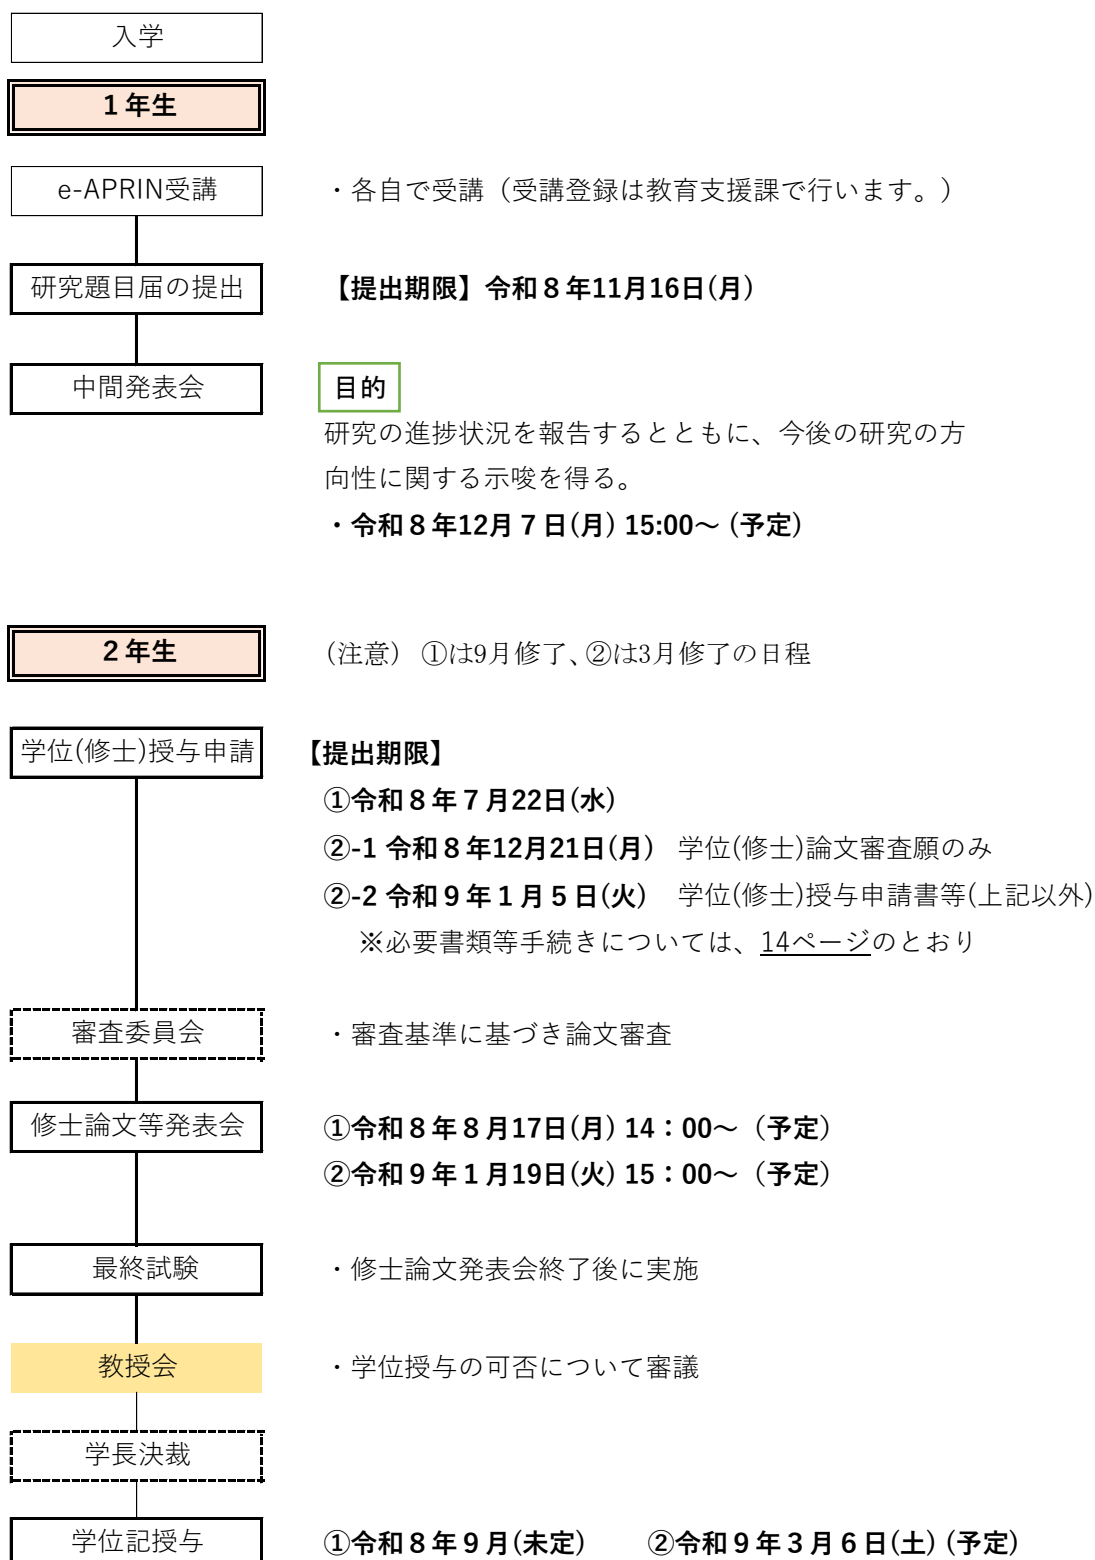 入学
１年生
e-APRIN受講　・各自で受講（受講登録は教育支援課で行います。）
研究題目届の提出　【提出期限】令和８年11月16日(月)
中間発表会　目的
研究の進捗状況を報告するとともに、今後の研究の方
向性に関する示唆を得る。
・令和８年12月７日(月) 15:00～ (予定)
２年生　（注意） ①は9月修了、②は3月修了の日程
学位(修士)授与申請　【提出期限】
①令和８年７月22日(水)
②-1 令和８年12月21日(月)　学位(修士)論文審査願のみ
②-2 令和９年１月５日(火)　学位(修士)授与申請書等(上記以外)
※必要書類等手続きについては、14ページのとおり
審査委員会　・審査基準に基づき論文審査
修士論文等発表会　①令和８年８月17日(月) 14：00～（予定）
②令和９年１月19日(火) 15：00～（予定）
最終試験　・修士論文発表会終了後に実施
教授会　・学位授与の可否について審議
学長決裁
学位記授与　①令和８年９月(未定)　②令和９年３月６日(土) (予定)